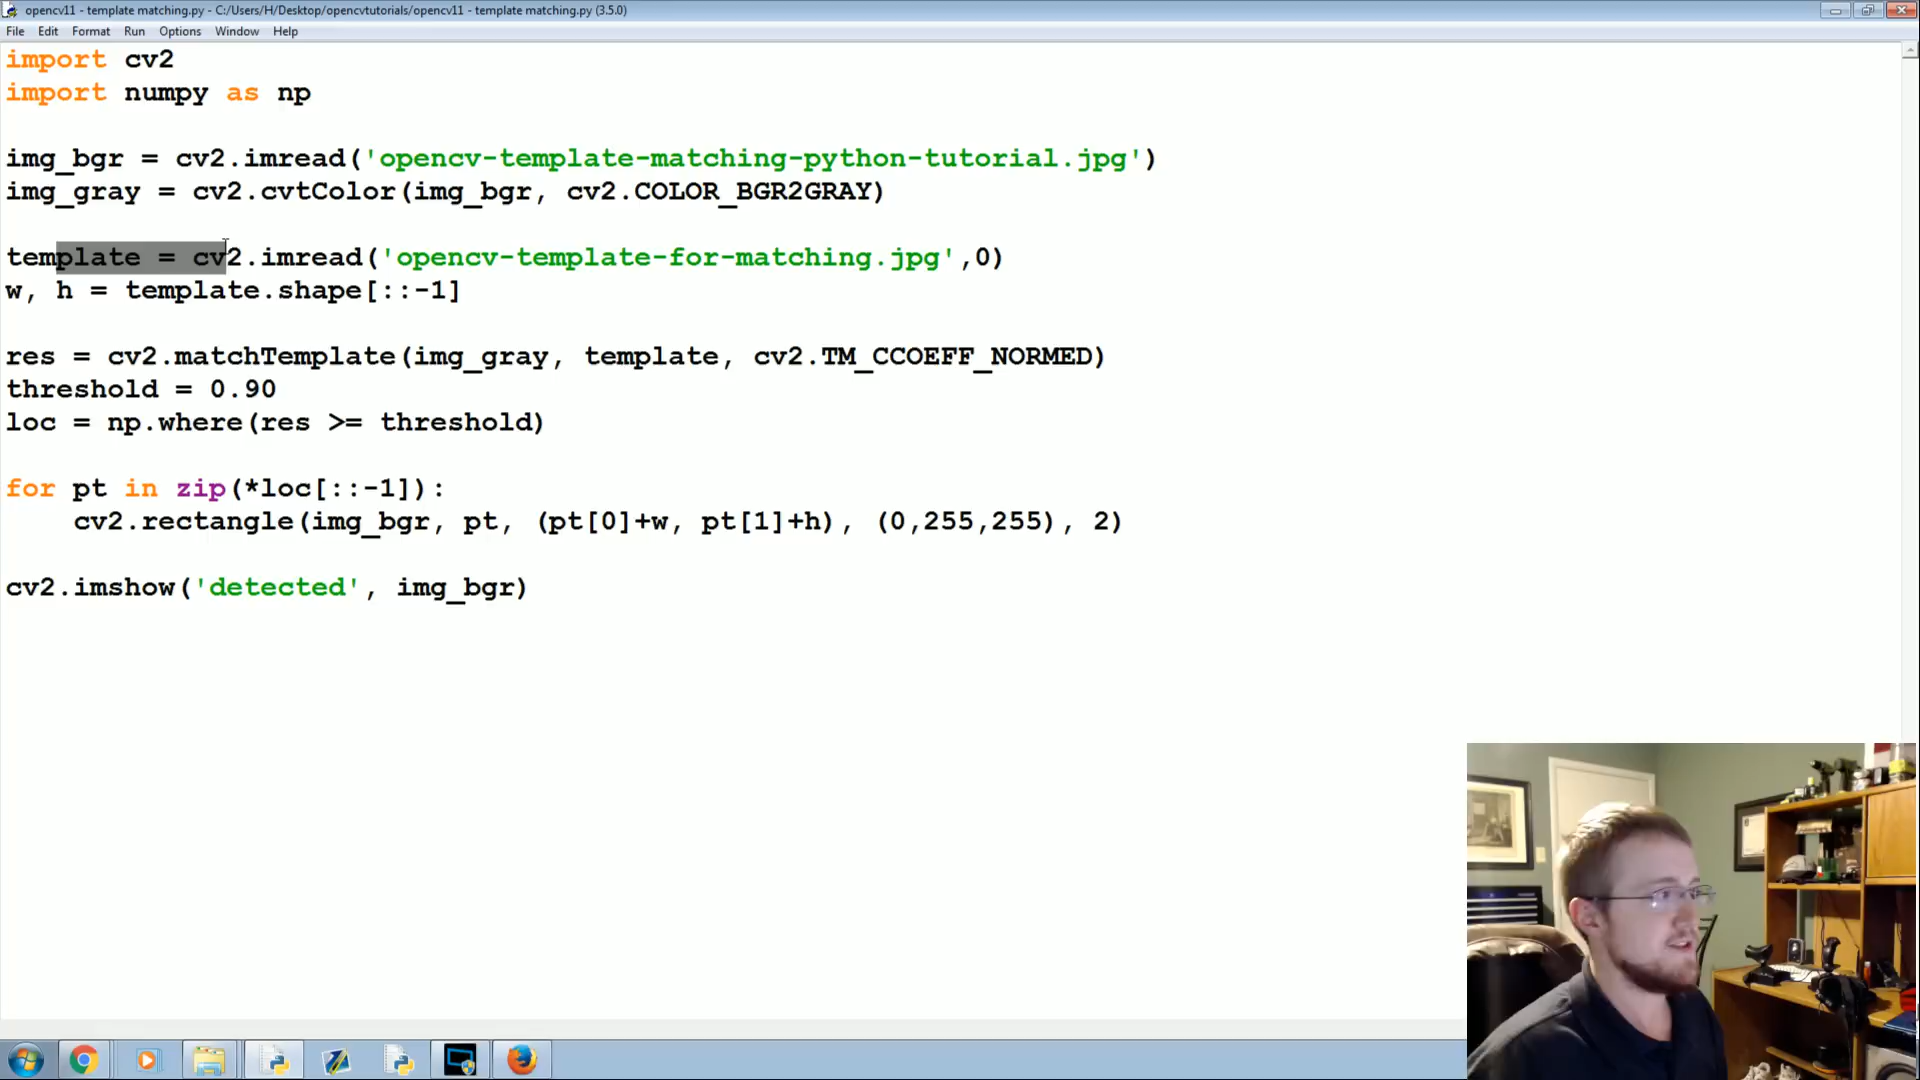 opencv11 - template matching.py - C:/Users/H/Desktop/opencvtutorials/opencv11 - template matching.py (3.5.0)
File Edit Format Run Options Window Help
import cv2
import numpy as np
img_bgr = cv2.imread('opencv-template-matching-python-tutorial.jpg')
img_gray = cv2.cvtColor(img_bgr, cv2.COLOR_BGR2GRAY)
template = cv2.imread('opencv-template-for-matching.jpg',0)
w, h = template.shape[::-1]
res = cv2.matchTemplate(img_gray, template, cv2.TM_CCOEFF_NORMED)
threshold = 0.90
loc = np.where(res >= threshold)
for pt in zip(*loc[::-1]):
    cv2.rectangle(img_bgr, pt, (pt[0]+w, pt[1]+h), (0,255,255), 2)
cv2.imshow('detected', img_bgr)